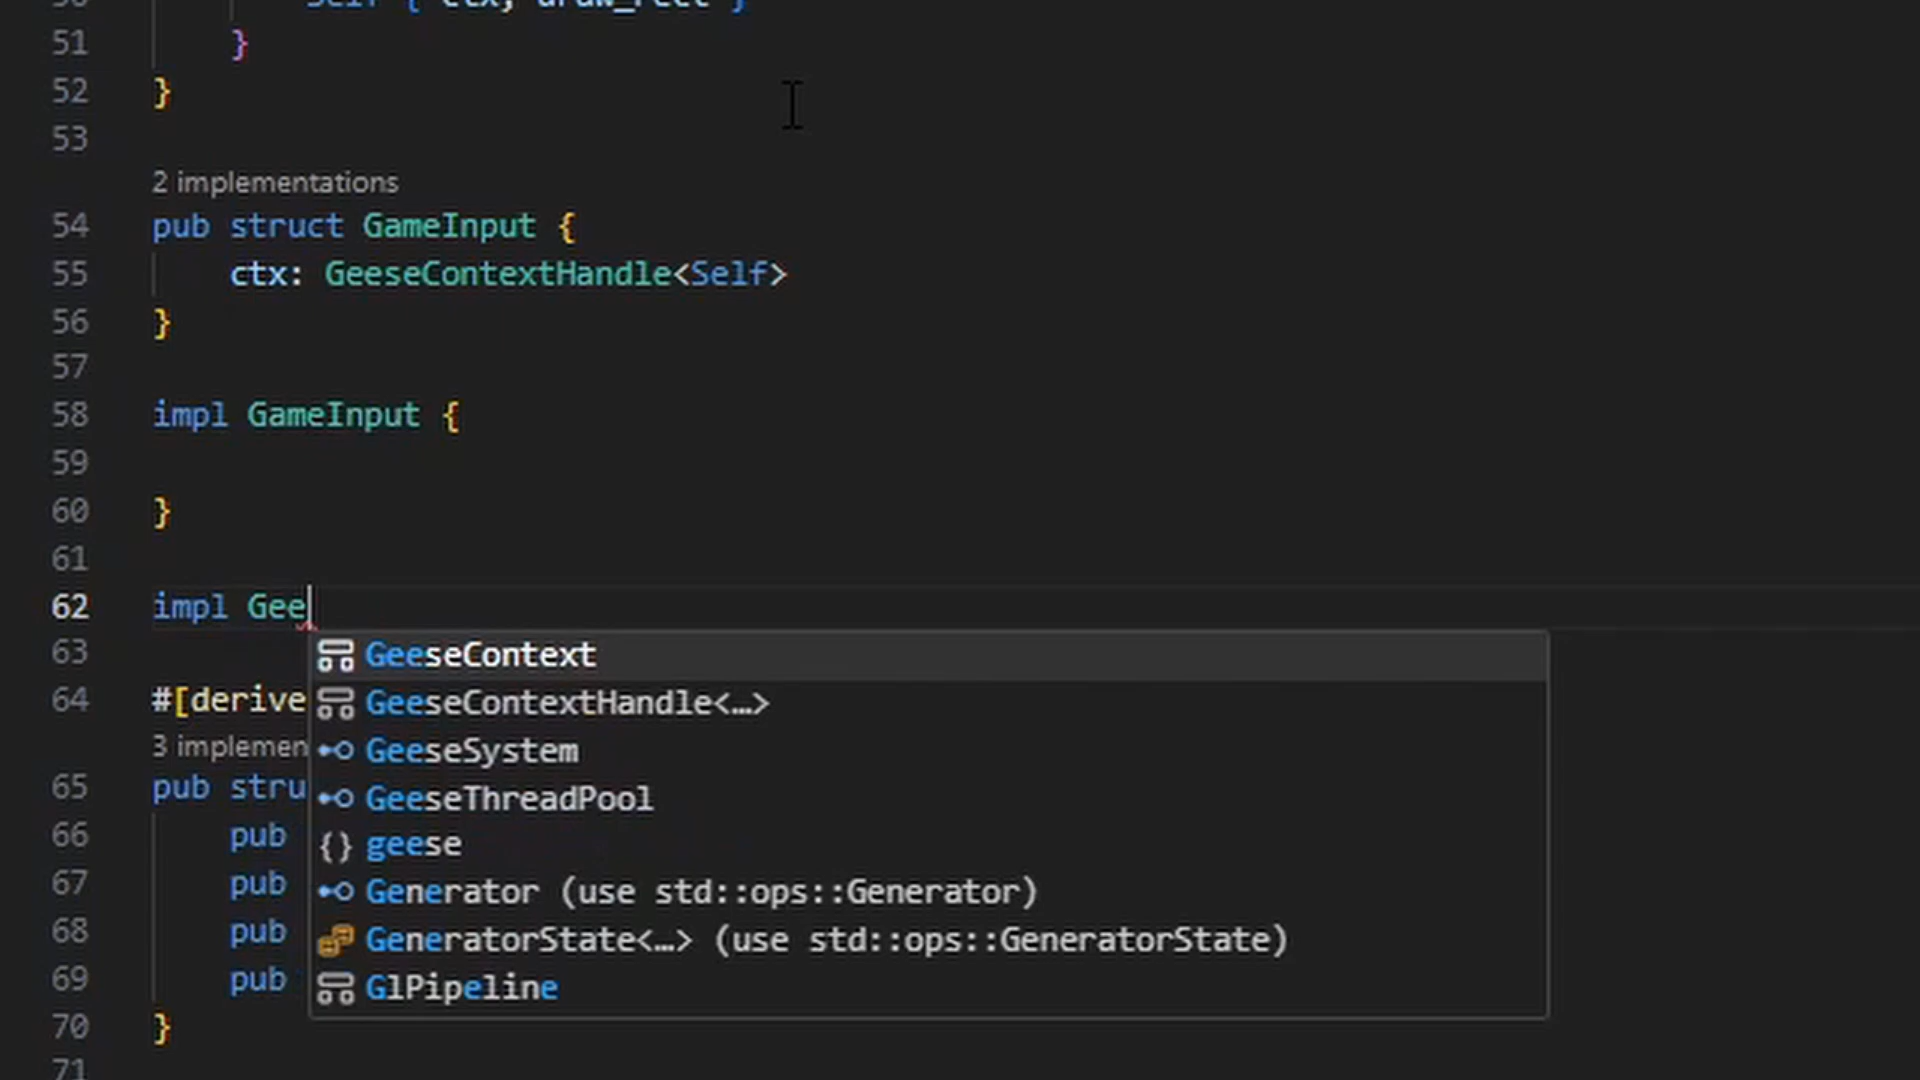 Self { ctx, draw_rect }
51 }
52 }
53
2 implementations
54 pub struct GameInput {
55 ctx: GeeseContextHandle<Self>
56 }
57
58 impl GameInput {
59
60 }
61
62 impl Gee
GeeseContext
63
GeeseContextHandle<…>
64 #[derive
GeeseSystem
3 implemen
GeeseThreadPool
65 pub stru
geese
66 pub
Generator (use std::ops::Generator)
67 pub
GeneratorState<…> (use std::ops::GeneratorState)
68 pub
GlPipeline
69 pub
70 }
71